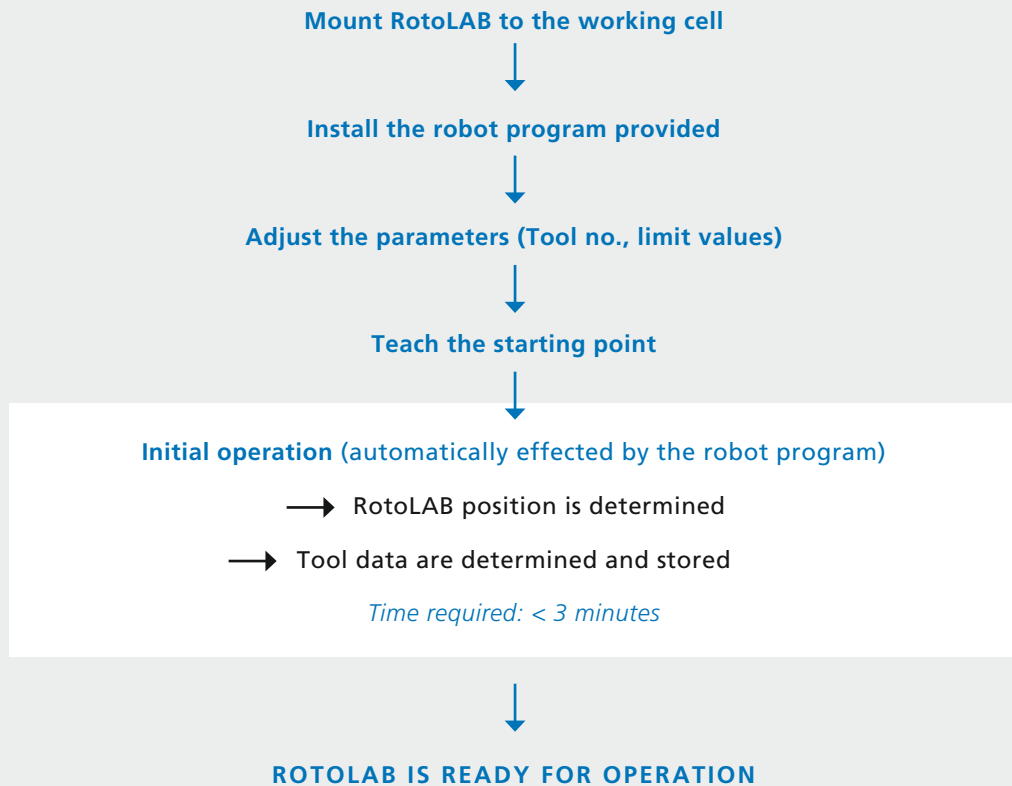 Mount RotoLAB to the working cell
Install the robot program provided
Adjust the parameters (Tool no., limit values)
Teach the starting point
Initial operation (automatically effected by the robot program)
RotoLAB position is determined
Tool data are determined and stored
Time required: < 3 minutes
ROTOLAB IS READY FOR OPERATION